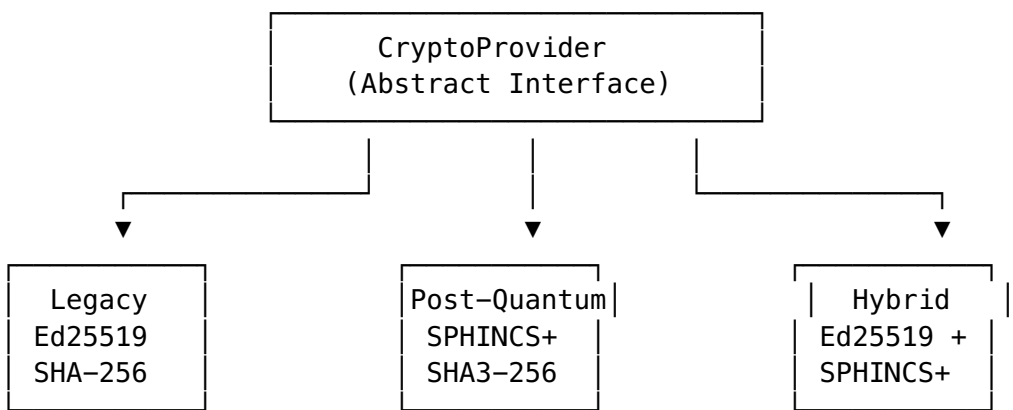 CryptoProvider
(Abstract Interface)
Legacy
Ed25519
SHA-256
Post-Quantum
SPHINCS+
SHA3-256
Hybrid
Ed25519 +
SPHINCS+